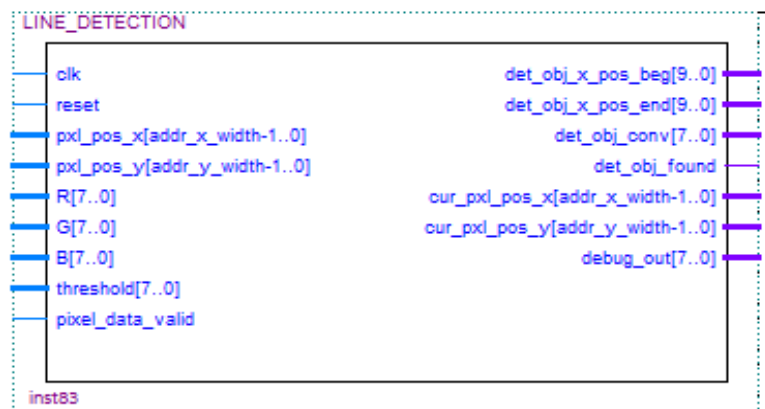 LINE_DETECTION
clk
det_obj_x_pos_beg[9..0]
reset
det_obj_x_pos_end[9..0]
pxl_pos_x[addr_x_width-1..0]
det_obj_conv[7..0]
pxl_pos_y[addr_y_width-1..0]
det_obj_found
R[7..0]
cur_pxl_pos_x[addr_x_width-1..0]
G[7..0]
cur_pxl_pos_y[addr_y_width-1..0]
B[7..0]
debug_out[7..0]
threshold[7..0]
pixel_data_valid
inst83